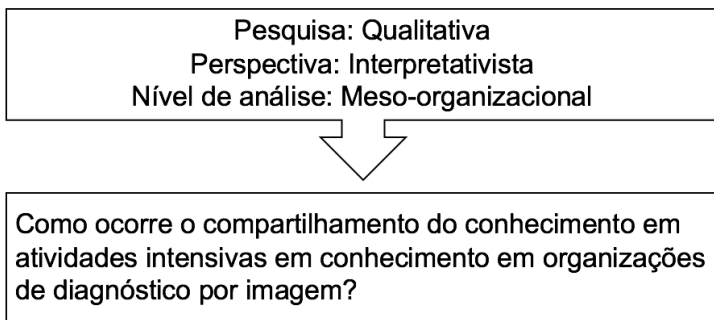 Pesquisa: Qualitativa
Perspectiva: Interpretativista
Nível de análise: Meso-organizacional
Como ocorre o compartilhamento do conhecimento em
atividades intensivas em conhecimento em organizações
de diagnóstico por imagem?